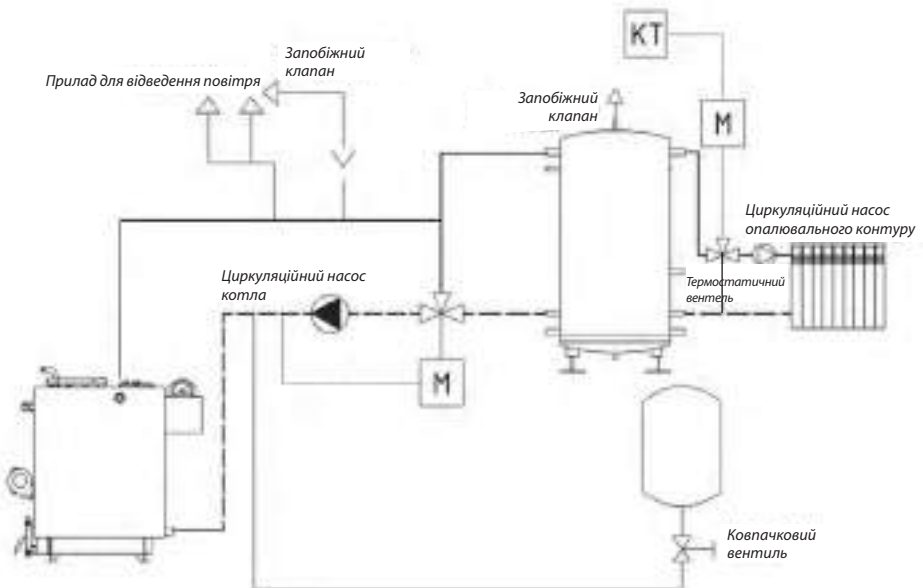 Запобіжний
клапан
Прилад для відведення повітря
КТ
Запобіжний
клапан
М
Циркуляційний насос
опалювального контуру
Циркуляційний насос
котла
Термостатичний
вентель
М
Ковпачковий
вентиль